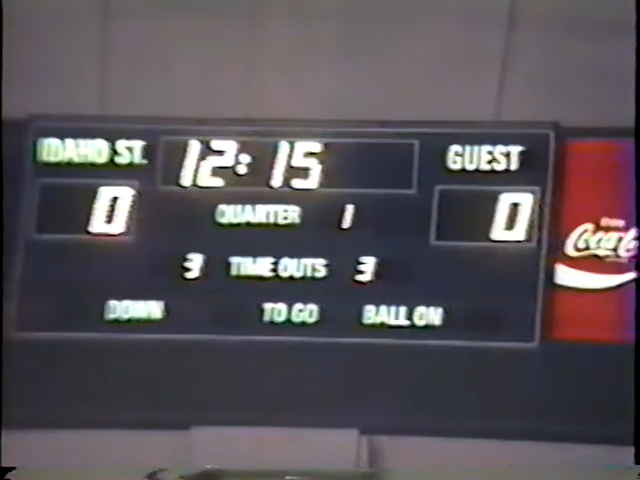 IDAHO ST. 12:15 GUEST
0 QUARTER 1 0
3 TIME OUTS 3
DOWN TO GO BALL ON
Coca-C